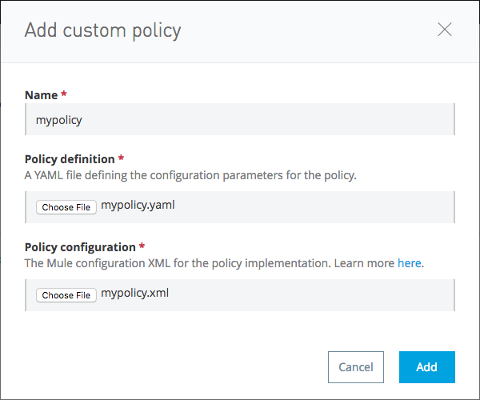 Add custom policy
Name *
mypolicy
Policy definition *
A YAML file defining the configuration parameters for the policy.
Choose File mypolicy.yaml
Policy configuration *
The Mule configuration XML for the policy implementation. Learn more here.
Choose File mypolicy.xml
Cancel Add